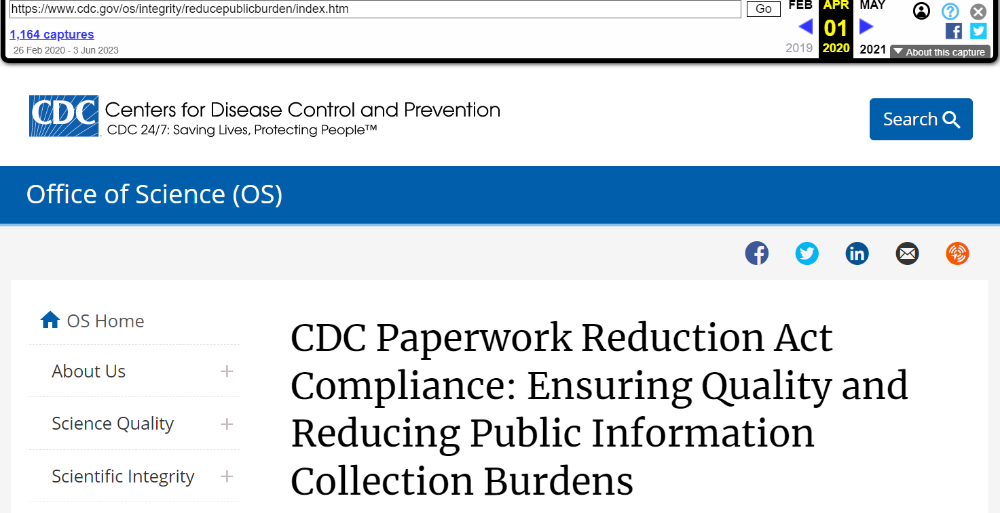 https://www.cdc.gov/os/integrity/reducepublicburden/index.htm
Go
FEB APR MAY
01
2019 2020 2021
1,164 captures
26 Feb 2020 - 3 Jun 2023
About this capture
CDC Centers for Disease Control and Prevention
CDC 24/7: Saving Lives, Protecting People™
Search
Office of Science (OS)
OS Home
About Us
Science Quality
Scientific Integrity
CDC Paperwork Reduction Act
Compliance: Ensuring Quality and
Reducing Public Information
Collection Burdens